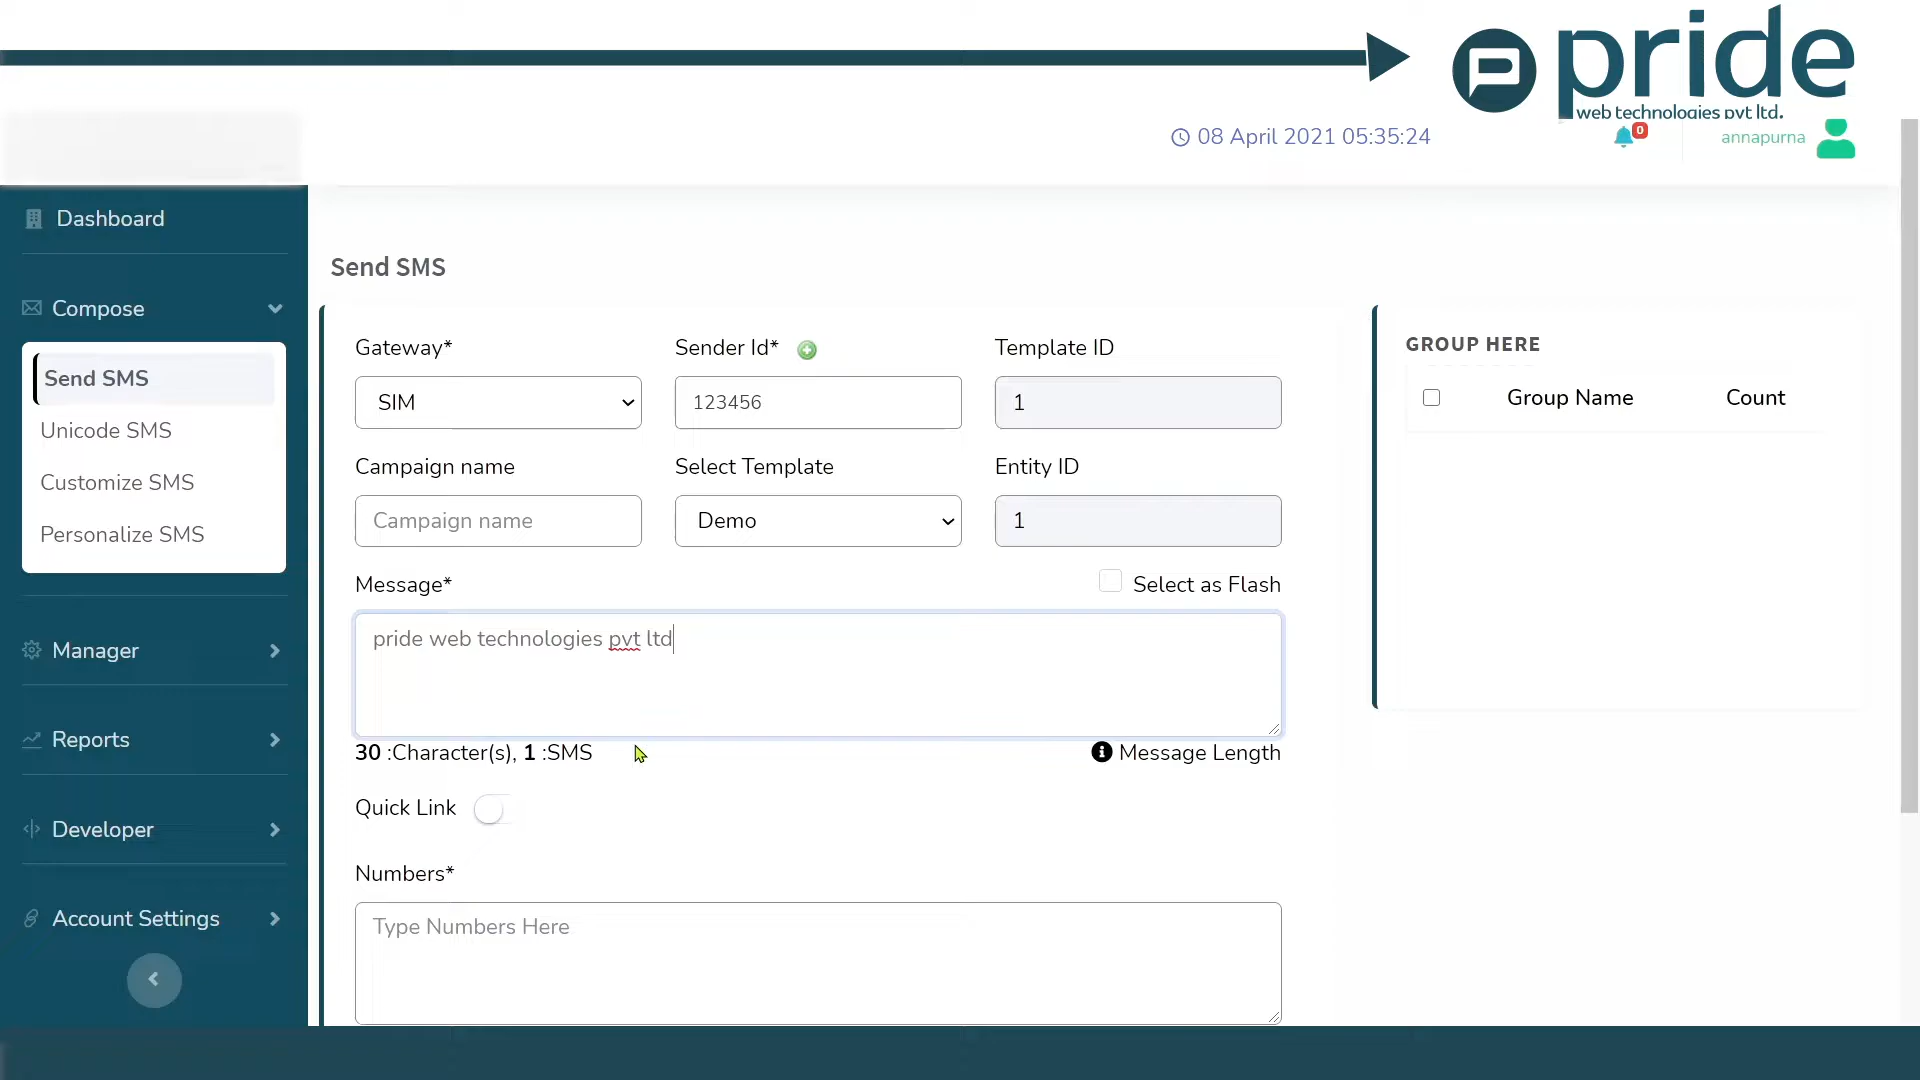 pride
web technologies pvt ltd.
08 April 2021 05:35:24
0
annapurna
Dashboard
Compose
Send SMS
Unicode SMS
Customize SMS
Personalize SMS
Manager
Reports
Developer
Account Settings
Send SMS
Gateway*
Sender Id*
Template ID
SIM
123456
1
Campaign name
Select Template
Entity ID
Campaign name
Demo
1
Message*
Select as Flash
pride web technologies pvt ltd
30 :Character(s), 1 :SMS
Message Length
Quick Link
Numbers*
Type Numbers Here
GROUP HERE
Group Name
Count